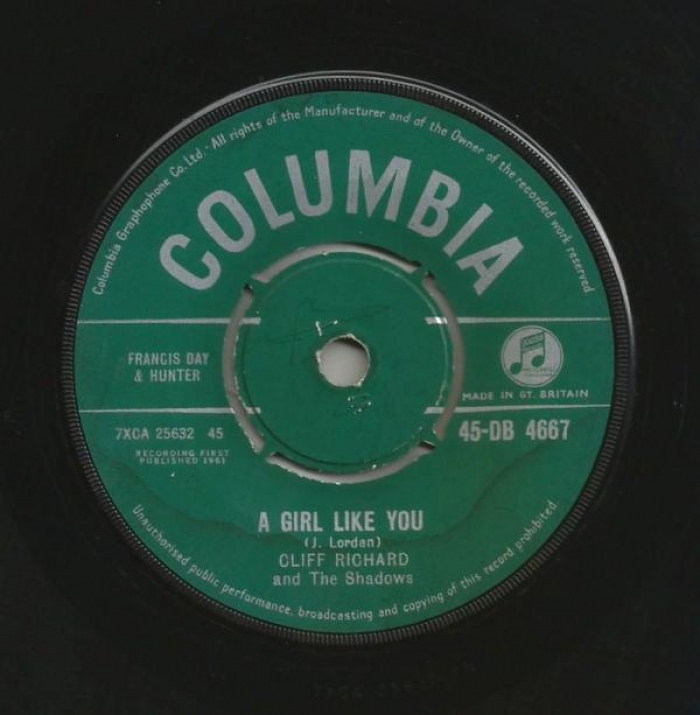 Columbia Graphophone Co. Ltd. · All rights of the Manufacturer and of the Owner of the recorded work reserved
COLUMBIA
FRANCIS DAY
& HUNTER
MADE IN GT. BRITAIN
7XCA 25632 45
45-DB 4667
RECORDING FIRST
PUBLISHED 1961
A GIRL LIKE YOU
(J. Lordan)
CLIFF RICHARD
and The Shadows
Unauthorised public performance, broadcasting and copying of this record prohibited